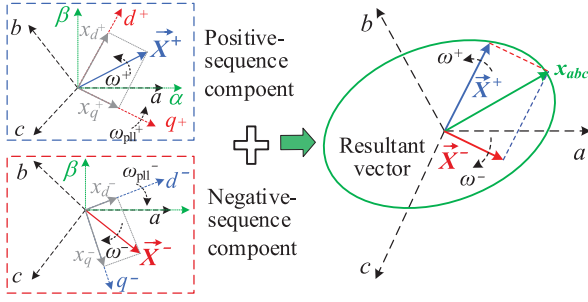 β
d⁺
b
x_d⁺
X⃗⁺
ω⁺
a
α
x_q⁺
c
ω_pll⁺
q⁺
Positive-
sequence
compoent
β
b
x_d⁻
ω_pll⁻
d⁻
a
α
ω⁻
X⃗⁻
x_q⁻
c
q⁻
Negative-
sequence
compoent
b
ω⁺
X⃗⁺
x_abc
Resultant
vector
X⃗⁻
ω⁻
a
c